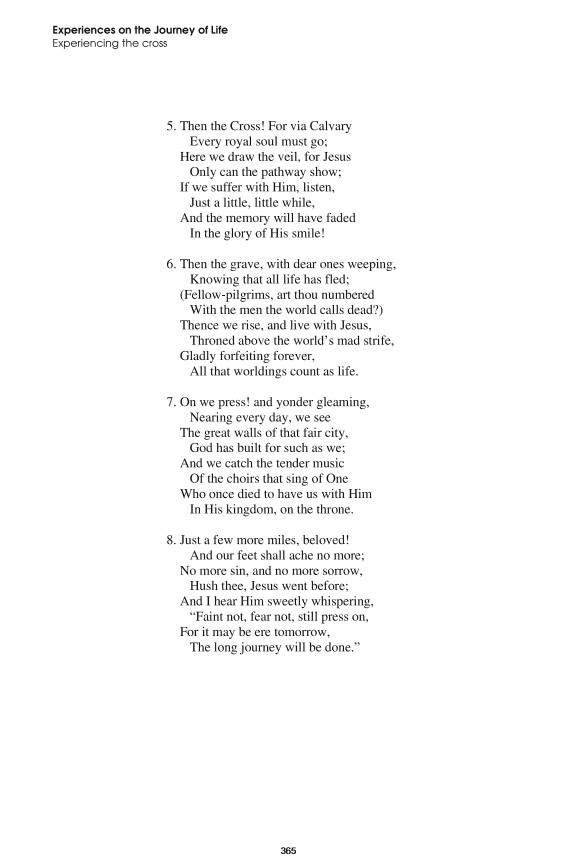 Experiences on the Journey of Life
Experiencing the cross
5. Then the Cross! For via Calvary
Every royal soul must go;
Here we draw the veil, for Jesus
Only can the pathway show;
If we suffer with Him, listen,
Just a little, little while,
And the memory will have faded
In the glory of His smile!
6. Then the grave, with dear ones weeping,
Knowing that all life has fled;
(Fellow-pilgrims, art thou numbered
With the men the world calls dead?)
Thence we rise, and live with Jesus,
Throned above the world’s mad strife,
Gladly forfeiting forever,
All that worldings count as life.
7. On we press! and yonder gleaming,
Nearing every day, we see
The great walls of that fair city,
God has built for such as we;
And we catch the tender music
Of the choirs that sing of One
Who once died to have us with Him
In His kingdom, on the throne.
8. Just a few more miles, beloved!
And our feet shall ache no more;
No more sin, and no more sorrow,
Hush thee, Jesus went before;
And I hear Him sweetly whispering,
“Faint not, fear not, still press on,
For it may be ere tomorrow,
The long journey will be done.”
365